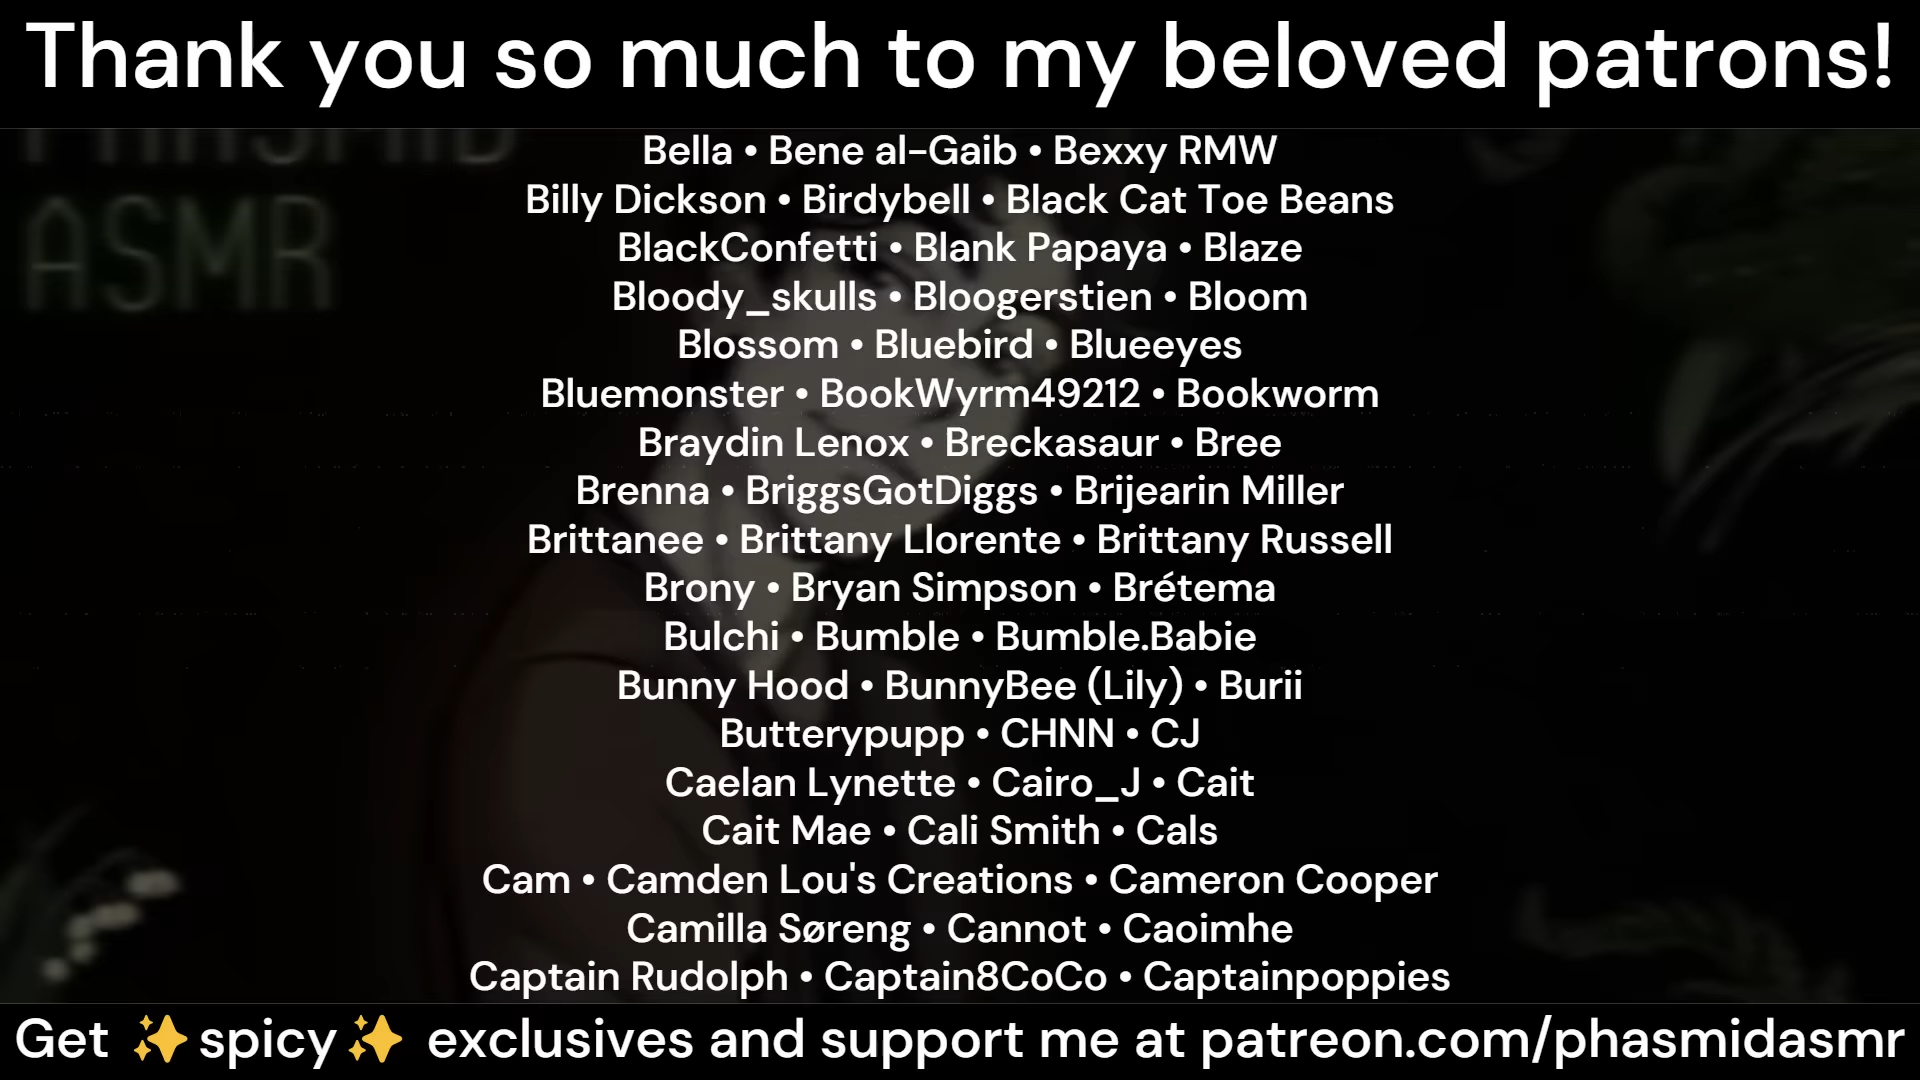 Thank you so much to my beloved patrons!
PHASMID
ASMR
Bella • Bene al-Gaib • Bexxy RMW
Billy Dickson • Birdybell • Black Cat Toe Beans
BlackConfetti • Blank Papaya • Blaze
Bloody_skulls • Bloogerstien • Bloom
Blossom • Bluebird • Blueeyes
Bluemonster • BookWyrm49212 • Bookworm
Braydin Lenox • Breckasaur • Bree
Brenna • BriggsGotDiggs • Brijearin Miller
Brittanee • Brittany Llorente • Brittany Russell
Brony • Bryan Simpson • Brétema
Bulchi • Bumble • Bumble.Babie
Bunny Hood • BunnyBee (Lily) • Burii
Butterypupp • CHNN • CJ
Caelan Lynette • Cairo_J • Cait
Cait Mae • Cali Smith • Cals
Cam • Camden Lou's Creations • Cameron Cooper
Camilla Søreng • Cannot • Caoimhe
Captain Rudolph • Captain8CoCo • Captainpoppies
Get ✨spicy✨ exclusives and support me at patreon.com/phasmidasmr